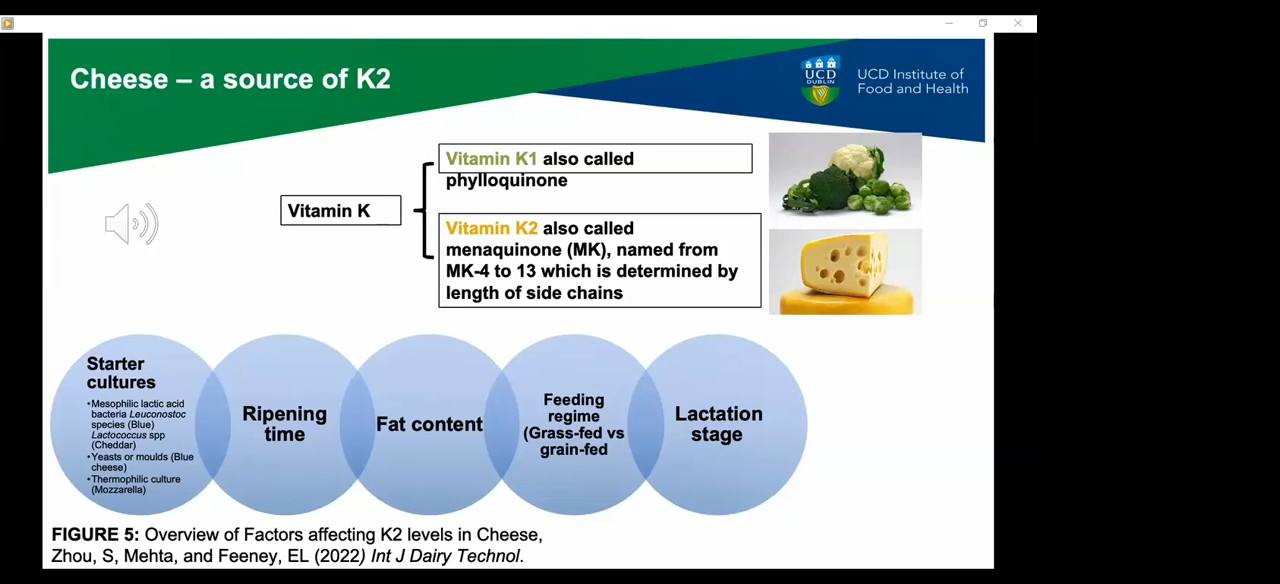 Cheese – a source of K2
UCD
DUBLIN
UCD Institute of
Food and Health
Vitamin K
Vitamin K1 also called
phylloquinone
Vitamin K2 also called
menaquinone (MK), named from
MK-4 to 13 which is determined by
length of side chains
Starter
cultures
•Mesophilic lactic acid
bacteria Leuconostoc
species (Blue)
Lactococcus spp
(Cheddar)
•Yeasts or moulds (Blue
cheese)
•Thermophilic culture
(Mozzarella)
Ripening
time
Fat content
Feeding
regime
(Grass-fed vs
grain-fed
Lactation
stage
FIGURE 5: Overview of Factors affecting K2 levels in Cheese,
Zhou, S, Mehta, and Feeney, EL (2022) Int J Dairy Technol.